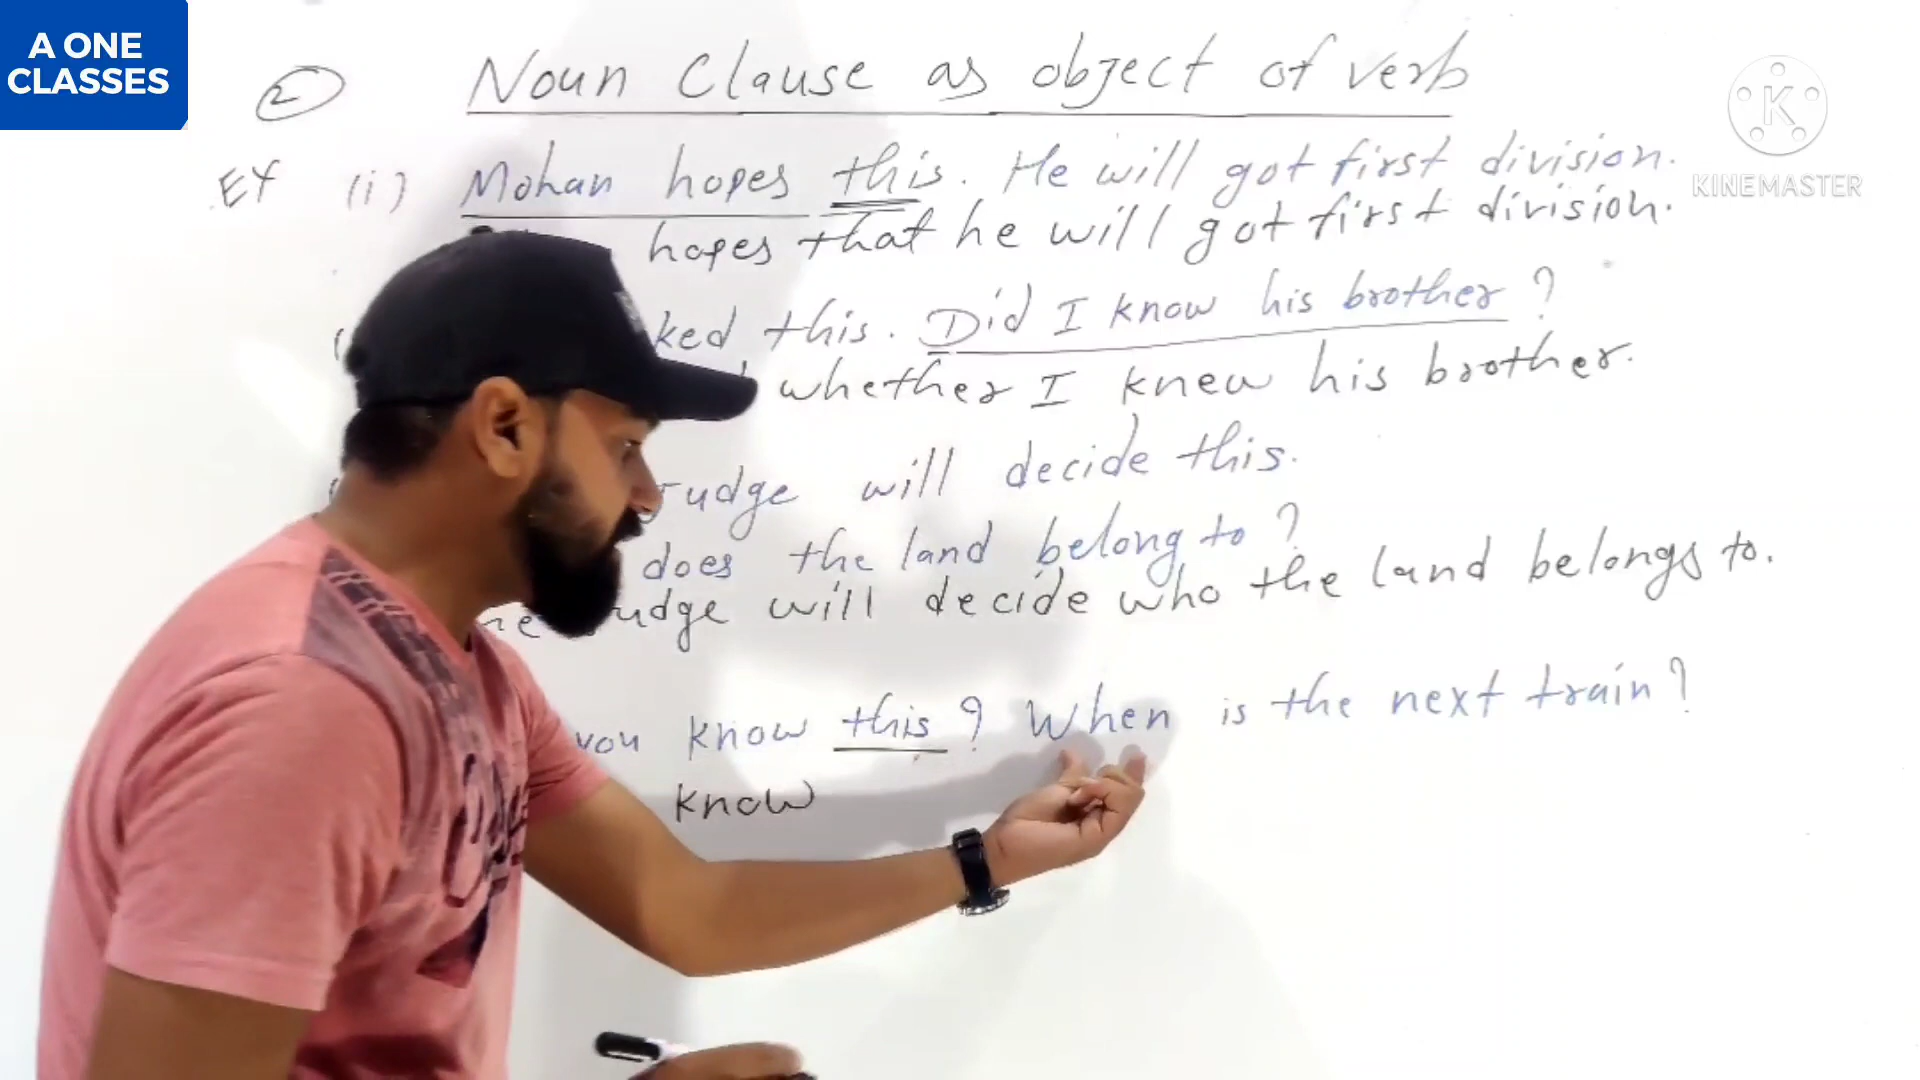 A ONE
CLASSES
2 Noun Clause as object of verb
EX (i) Mohan hopes this. He will got first division.
hopes that he will got first division.
ked this. Did I know his brother?
whether I knew his brother.
udge will decide this.
does the land belong to?
he udge will decide who the land belongs to.
you know this? When is the next train?
know
K
KINEMASTER